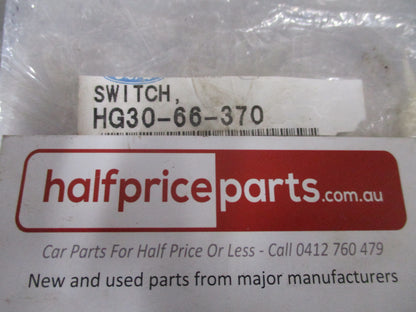 SWITCH,
HG30-66-370
halfpriceparts.com.au
Car Parts For Half Price Or Less - Call 0412 760 479
New and used parts from major manufacturers